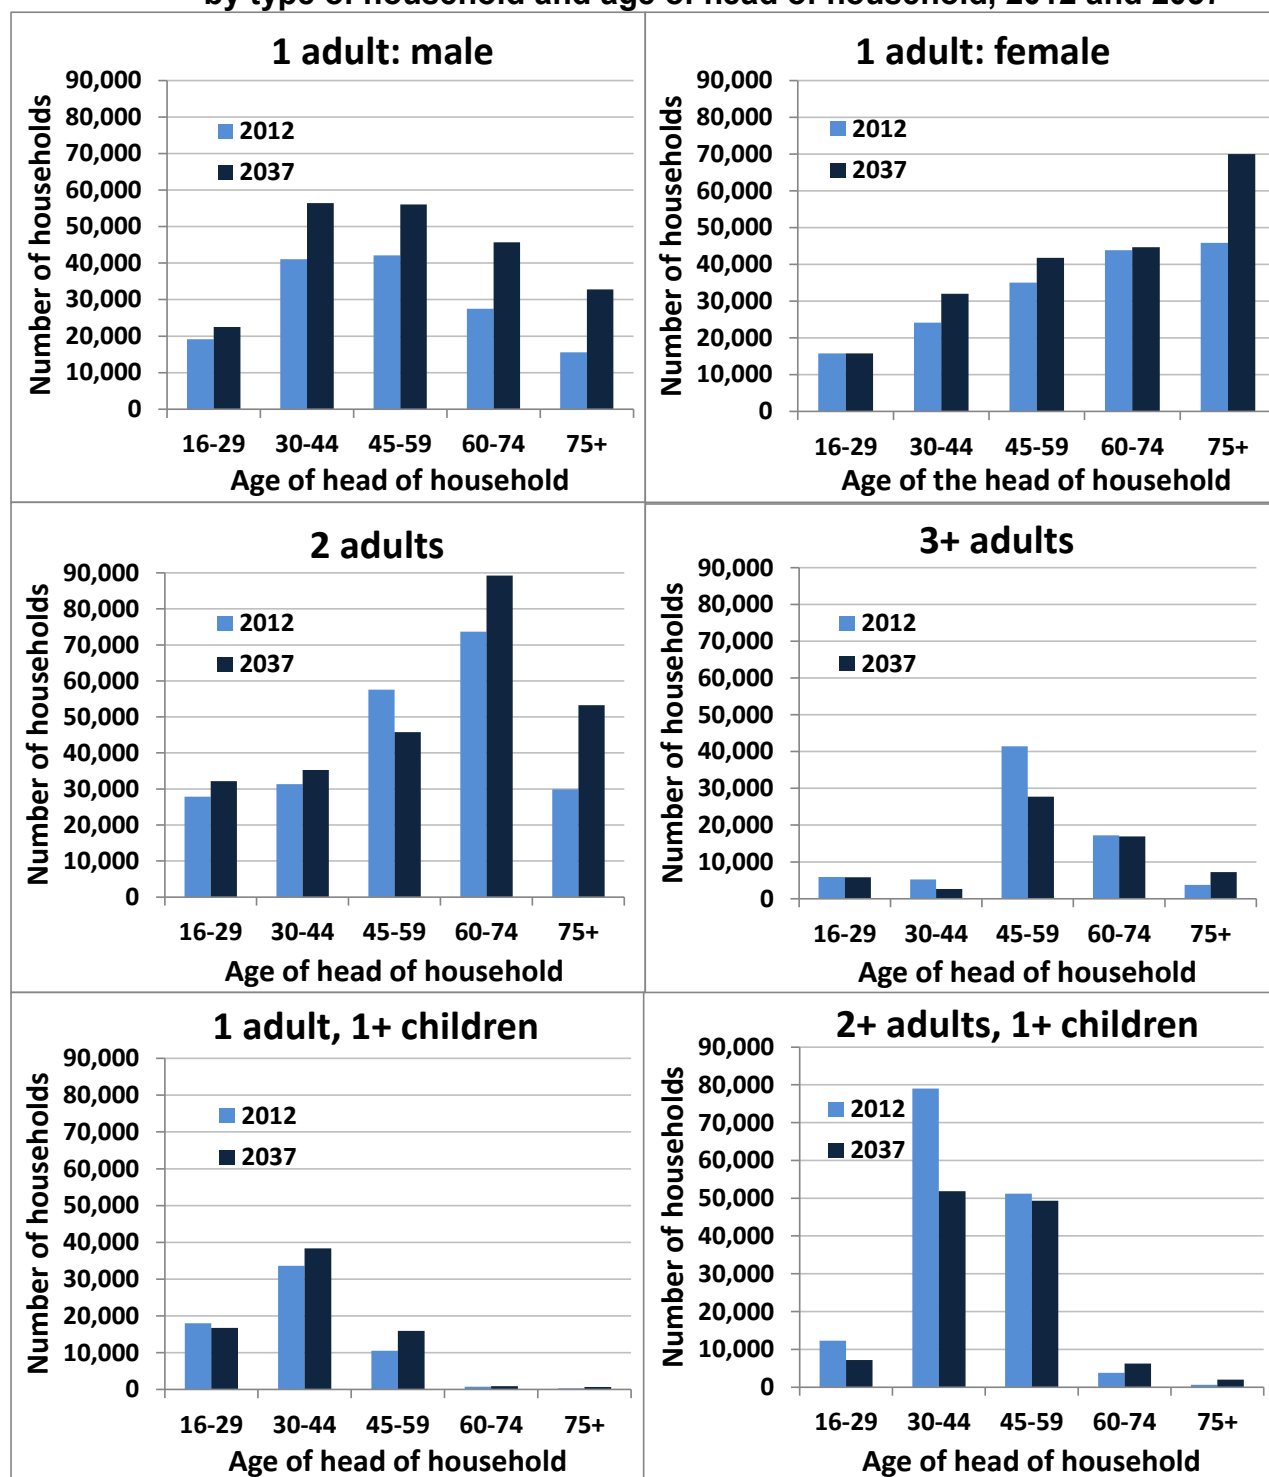 by type of household and age of head of household, 2012 and 2037
1 adult: male
90,000
80,000
70,000
60,000
50,000
40,000
30,000
20,000
10,000
0
Number of households
2012
2037
16-29 30-44 45-59 60-74 75+
Age of head of household
1 adult: female
90,000
80,000
70,000
60,000
50,000
40,000
30,000
20,000
10,000
0
Number of households
2012
2037
16-29 30-44 45-59 60-74 75+
Age of the head of household
2 adults
90,000
80,000
70,000
60,000
50,000
40,000
30,000
20,000
10,000
0
Number of households
2012
2037
16-29 30-44 45-59 60-74 75+
Age of head of household
3+ adults
90,000
80,000
70,000
60,000
50,000
40,000
30,000
20,000
10,000
0
Number of households
2012
2037
16-29 30-44 45-59 60-74 75+
Age of head of household
1 adult, 1+ children
90,000
80,000
70,000
60,000
50,000
40,000
30,000
20,000
10,000
0
Number of households
2012
2037
16-29 30-44 45-59 60-74 75+
Age of head of household
2+ adults, 1+ children
90,000
80,000
70,000
60,000
50,000
40,000
30,000
20,000
10,000
0
Number of households
2012
2037
16-29 30-44 45-59 60-74 75+
Age of head of household